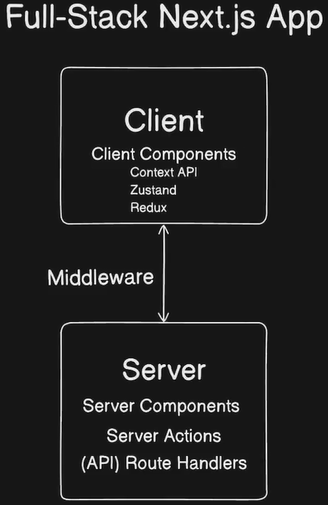 Full-Stack Next.js App
Client
Client Components
Context API
Zustand
Redux
Middleware
Server
Server Components
Server Actions
(API) Route Handlers